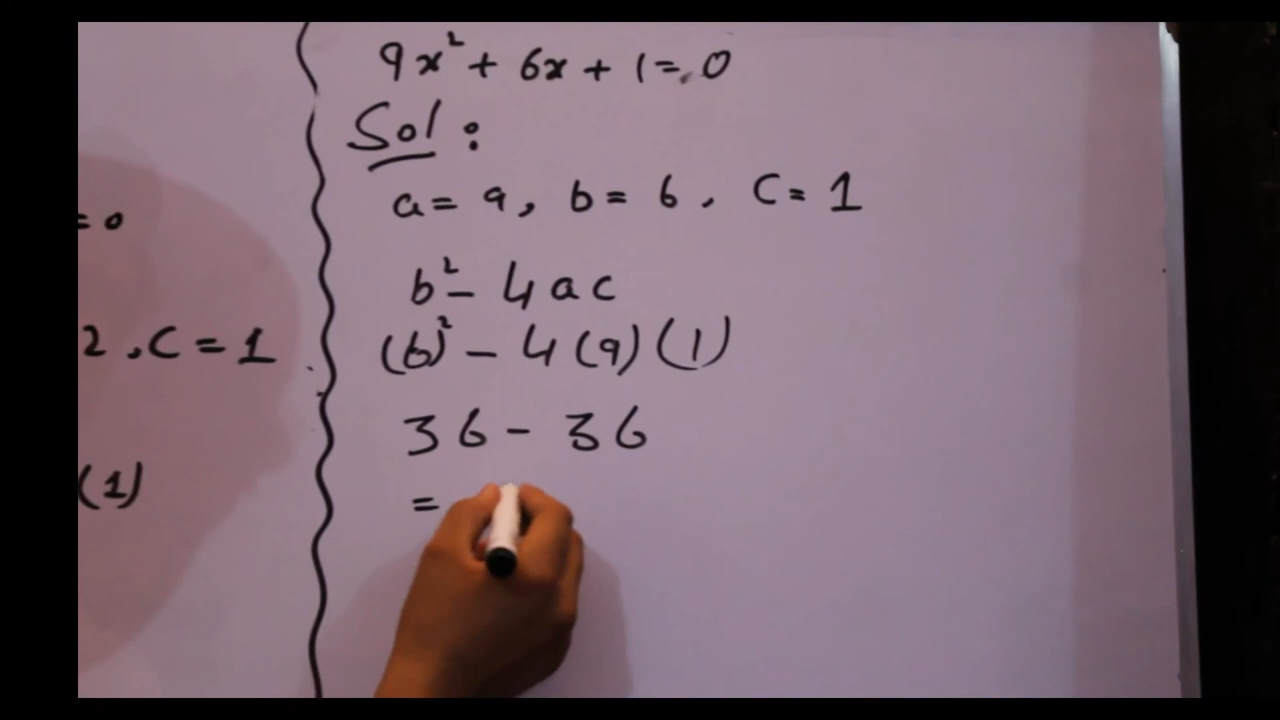 = 0
2 , C = 1
(1)
9x² + 6x + 1 = 0
Sol :
a = 9 , b = 6 , C = 1
b² - 4ac
(6)² - 4 (9) (1)
36 - 36
=